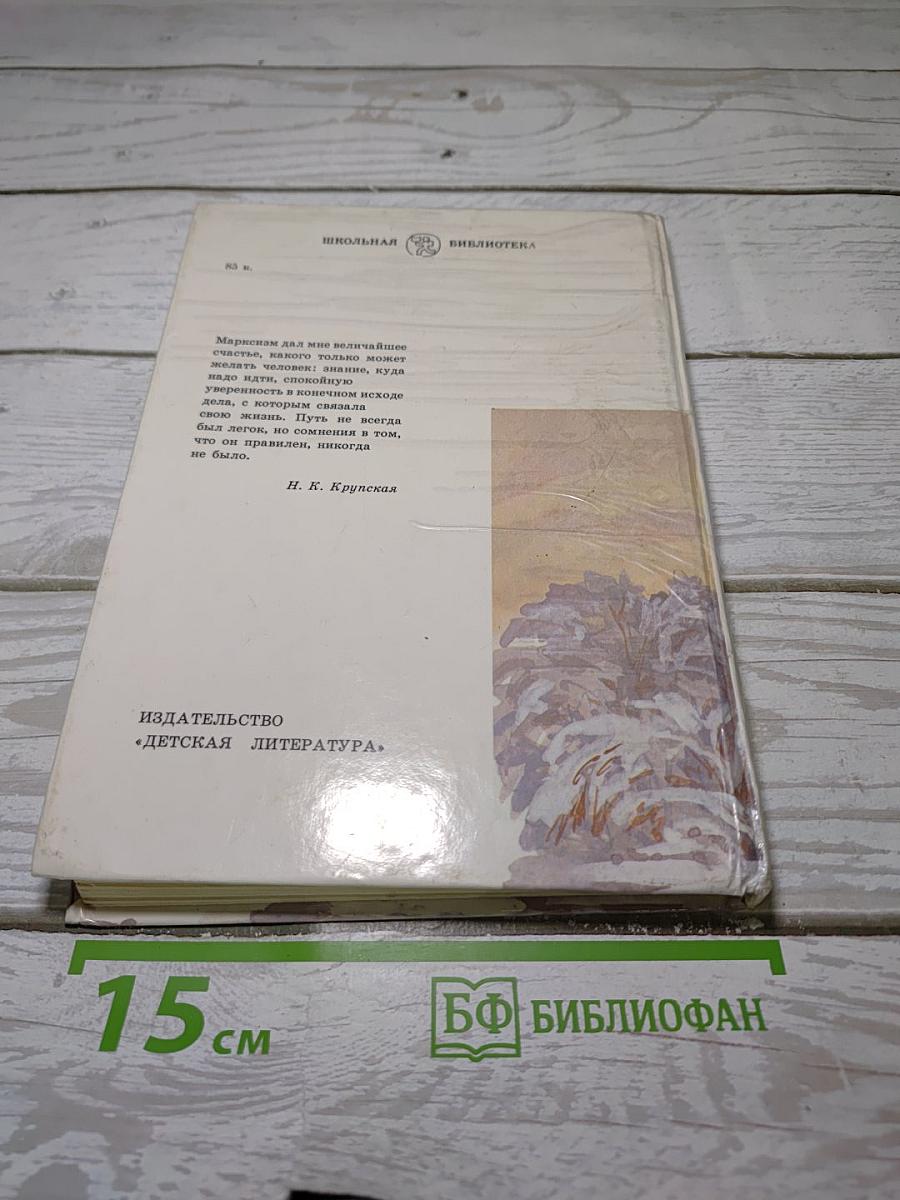 ШКОЛЬНАЯ БИБЛИОТЕКА
85 к.
Марксизм дал мне величайшее
счастье, какого только может
желать человек: знание, куда
надо идти, спокойную
уверенность в конечном исходе
дела, с которым связала
свою жизнь. Путь не всегда
был легок, но сомнения в том,
что он правилен, никогда
не было.
Н. К. Крупская
ИЗДАТЕЛЬСТВО
«ДЕТСКАЯ ЛИТЕРАТУРА»
15 см
БФ БИБЛИОФАН